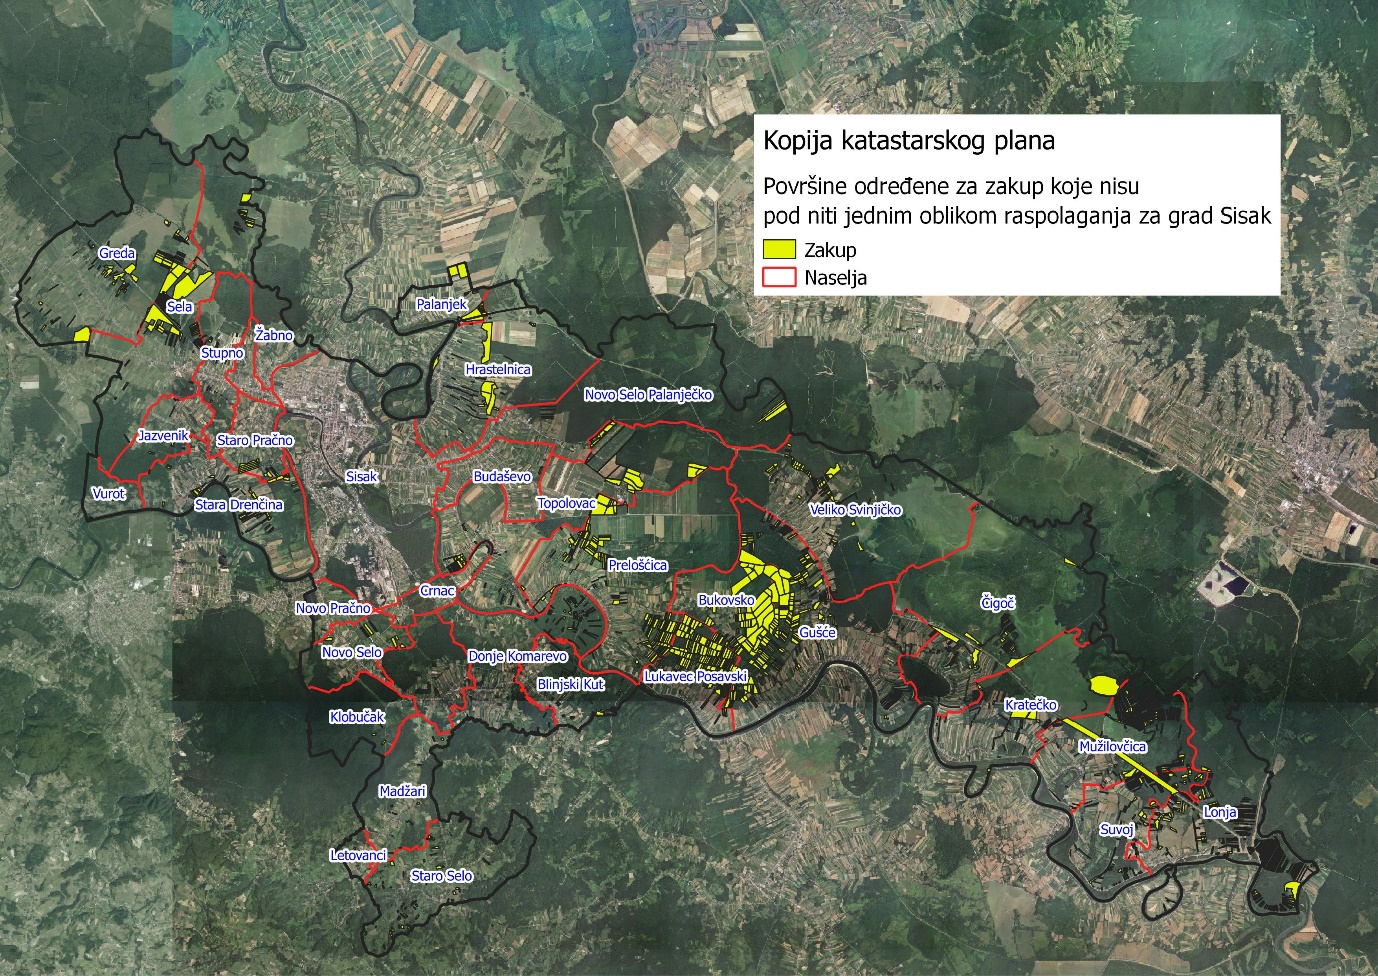 Kopija katastarskog plana
Površine određene za zakup koje nisu
pod niti jednim oblikom raspolaganja za grad Sisak
Zakup
Naselja
Greda
Sela
Palanjek
Žabno
Stupno
Hrastelnica
Novo Selo Palanječko
Jazvenik
Staro Pračno
Sisak
Budaševo
Vurot
Stara Drenčina
Topolovac
Veliko Svinjičko
Prelošćica
Crnac
Bukovsko
Čigoč
Novo Pračno
Gušće
Novo Selo
Donje Komarevo
Lukavec Posavski
Blinjski Kut
Kratečko
Klobučak
Mužilovčica
Madžari
Lonja
Suvoj
Letovanci
Staro Selo